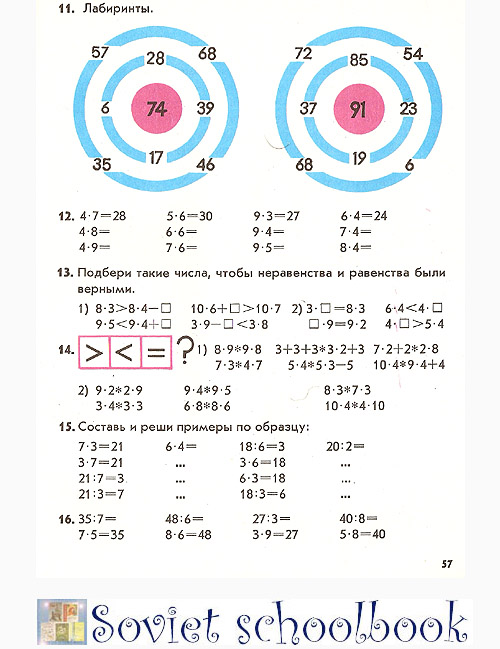 11. Лабиринты.
57 28 68
72 85 54
6 74 39
37 91 23
35 17 46
68 19 6
12. 4·7=28 5·6=30 9·3=27 6·4=24
4·8= 6·6= 9·4= 7·4=
4·9= 7·6= 9·5= 8·4=
13. Подбери такие числа, чтобы неравенства и равенства были
верными.
1) 8·3>8·4−□ 10·6+□>10·7 2) 3·□=8·3 6·4<4·□
9·5<9·4+□ 3·9−□<3·8 □·9=9·2 4·□>5·4
14. > < = ? 1) 8·9*9·8 3+3+3*3·2+3 7·2+2*2·8
7·3*4·7 5·4*5·3−5 10·4*9·4+4
2) 9·2*2·9 9·4*9·5 8·3*7·3
3·4*3·3 6·8*8·6 10·4*4·10
15. Составь и реши примеры по образцу:
7·3=21 6·4= 18:6=3 20:2=
3·7=21 ... 3·6=18 ...
21:7=3 ... 6·3=18 ...
21:3=7 ... 18:3=6 ...
16. 35:7= 48:6= 27:3= 40:8=
7·5=35 8·6=48 3·9=27 5·8=40
57
Soviet schoolbook